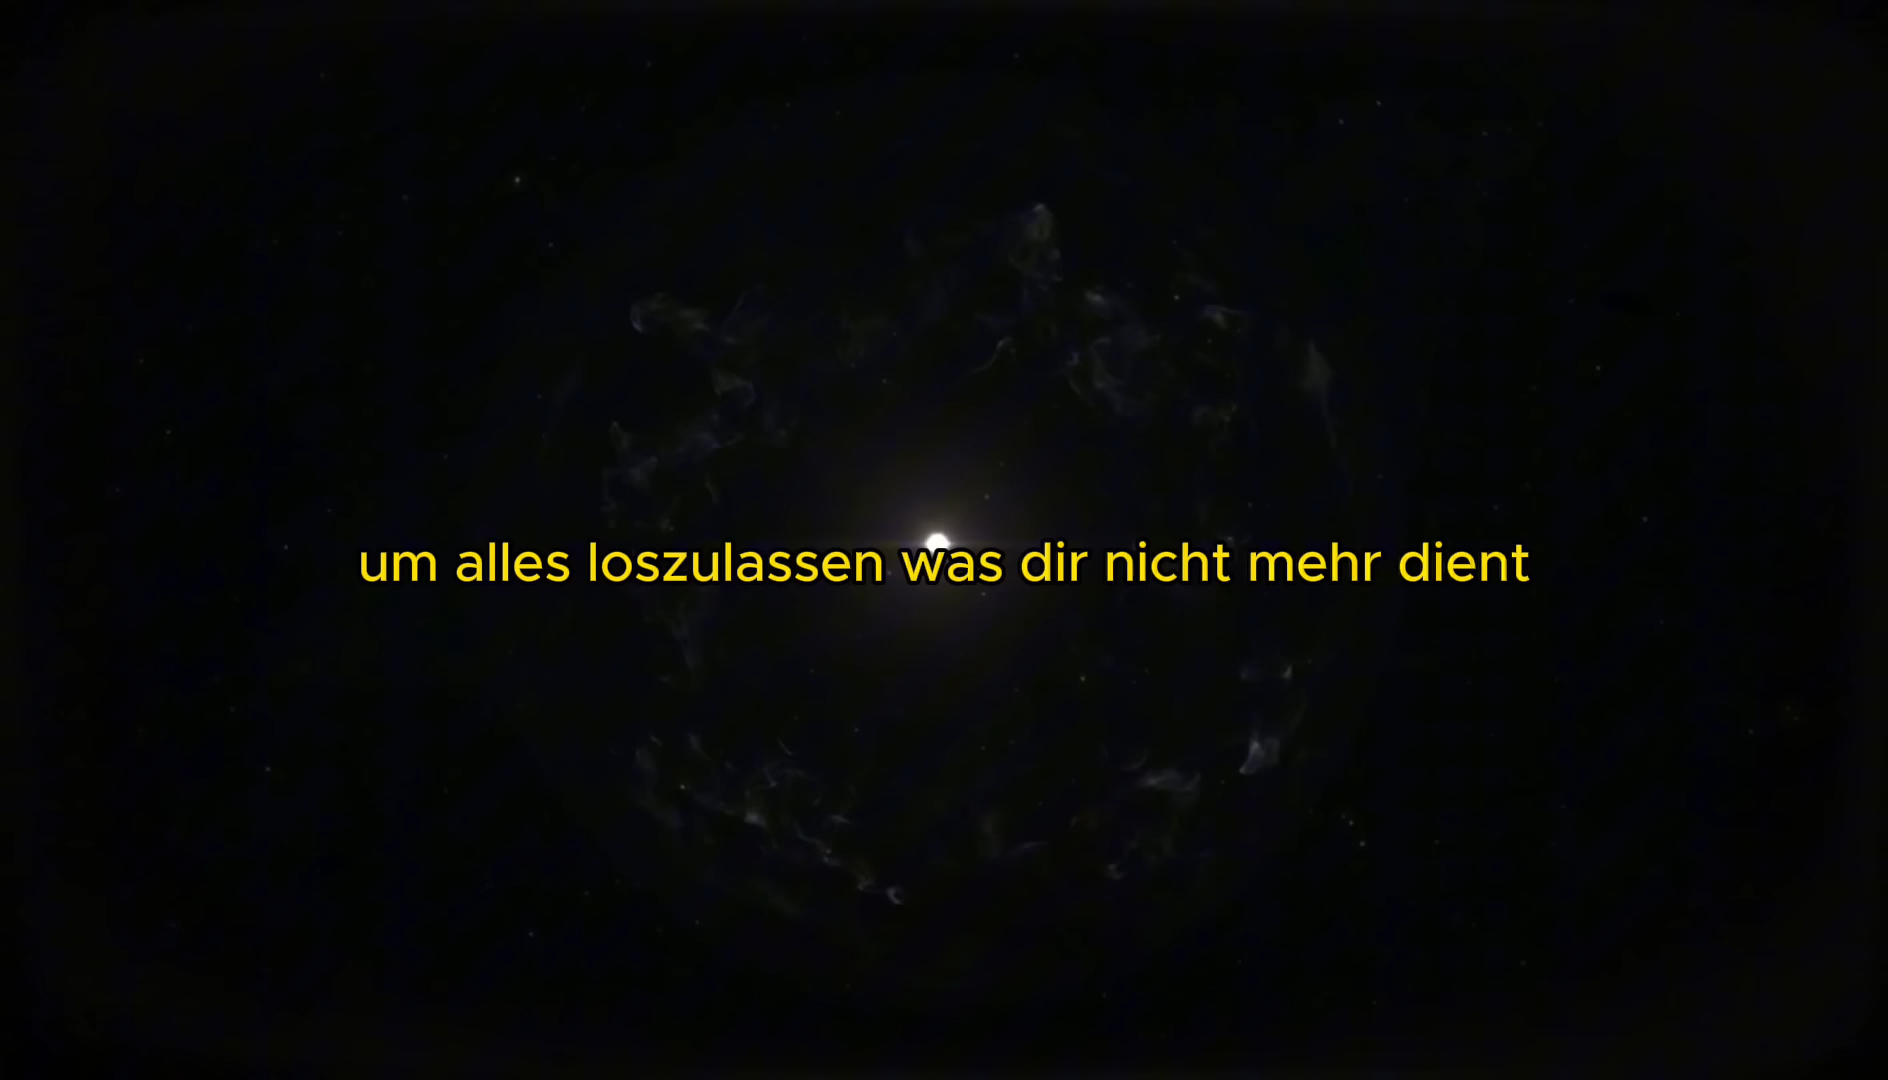 um alles loszulassen was dir nicht mehr dient